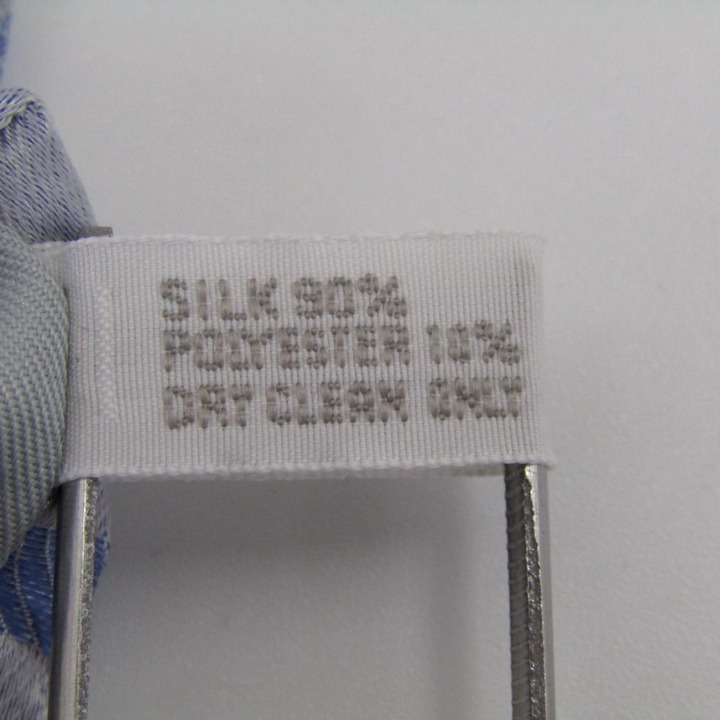 SILK 90%
POLYESTER 10%
DRY CLEAN ONLY